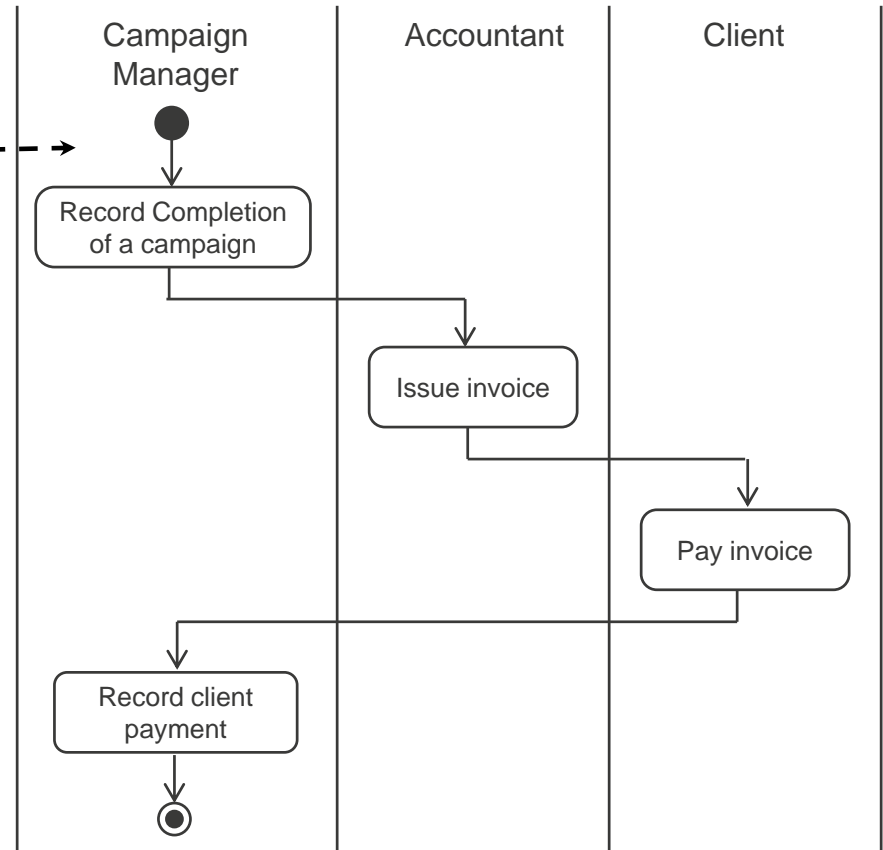 Campaign
Manager
Accountant
Client
Record Completion
of a campaign
Issue invoice
Pay invoice
Record client
payment